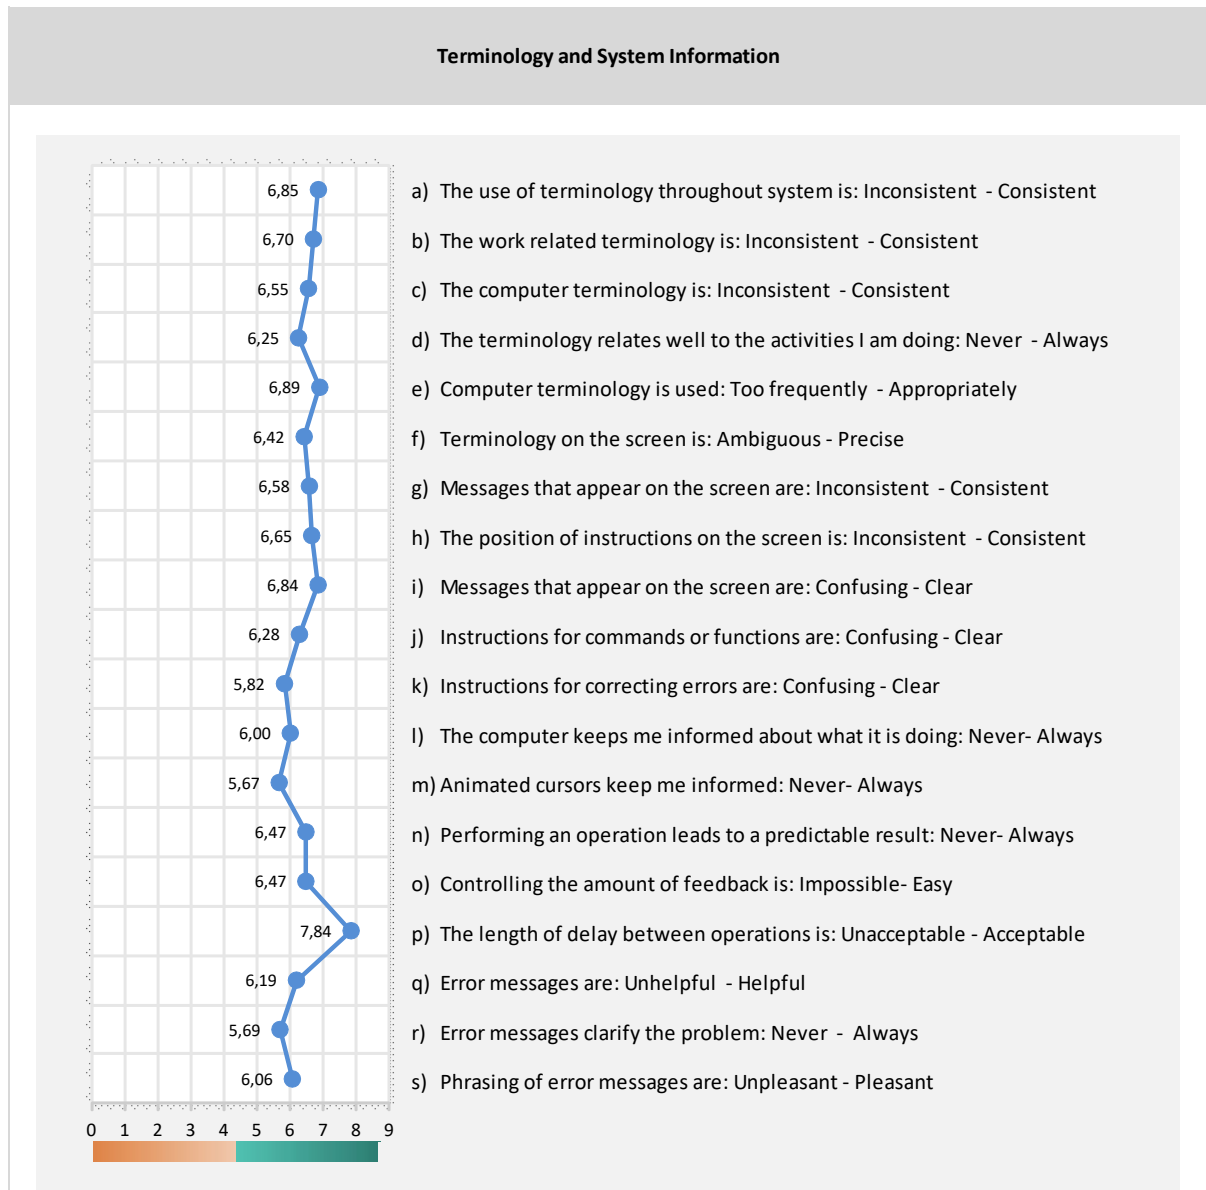 Terminology and System Information
6,85 a) The use of terminology throughout system is: Inconsistent - Consistent
6,70 b) The work related terminology is: Inconsistent - Consistent
6,55 c) The computer terminology is: Inconsistent - Consistent
6,25 d) The terminology relates well to the activities I am doing: Never - Always
6,89 e) Computer terminology is used: Too frequently - Appropriately
6,42 f) Terminology on the screen is: Ambiguous - Precise
6,58 g) Messages that appear on the screen are: Inconsistent - Consistent
6,65 h) The position of instructions on the screen is: Inconsistent - Consistent
6,84 i) Messages that appear on the screen are: Confusing - Clear
6,28 j) Instructions for commands or functions are: Confusing - Clear
5,82 k) Instructions for correcting errors are: Confusing - Clear
6,00 l) The computer keeps me informed about what it is doing: Never- Always
5,67 m) Animated cursors keep me informed: Never- Always
6,47 n) Performing an operation leads to a predictable result: Never- Always
6,47 o) Controlling the amount of feedback is: Impossible- Easy
7,84 p) The length of delay between operations is: Unacceptable - Acceptable
6,19 q) Error messages are: Unhelpful - Helpful
5,69 r) Error messages clarify the problem: Never - Always
6,06 s) Phrasing of error messages are: Unpleasant - Pleasant
0 1 2 3 4 5 6 7 8 9